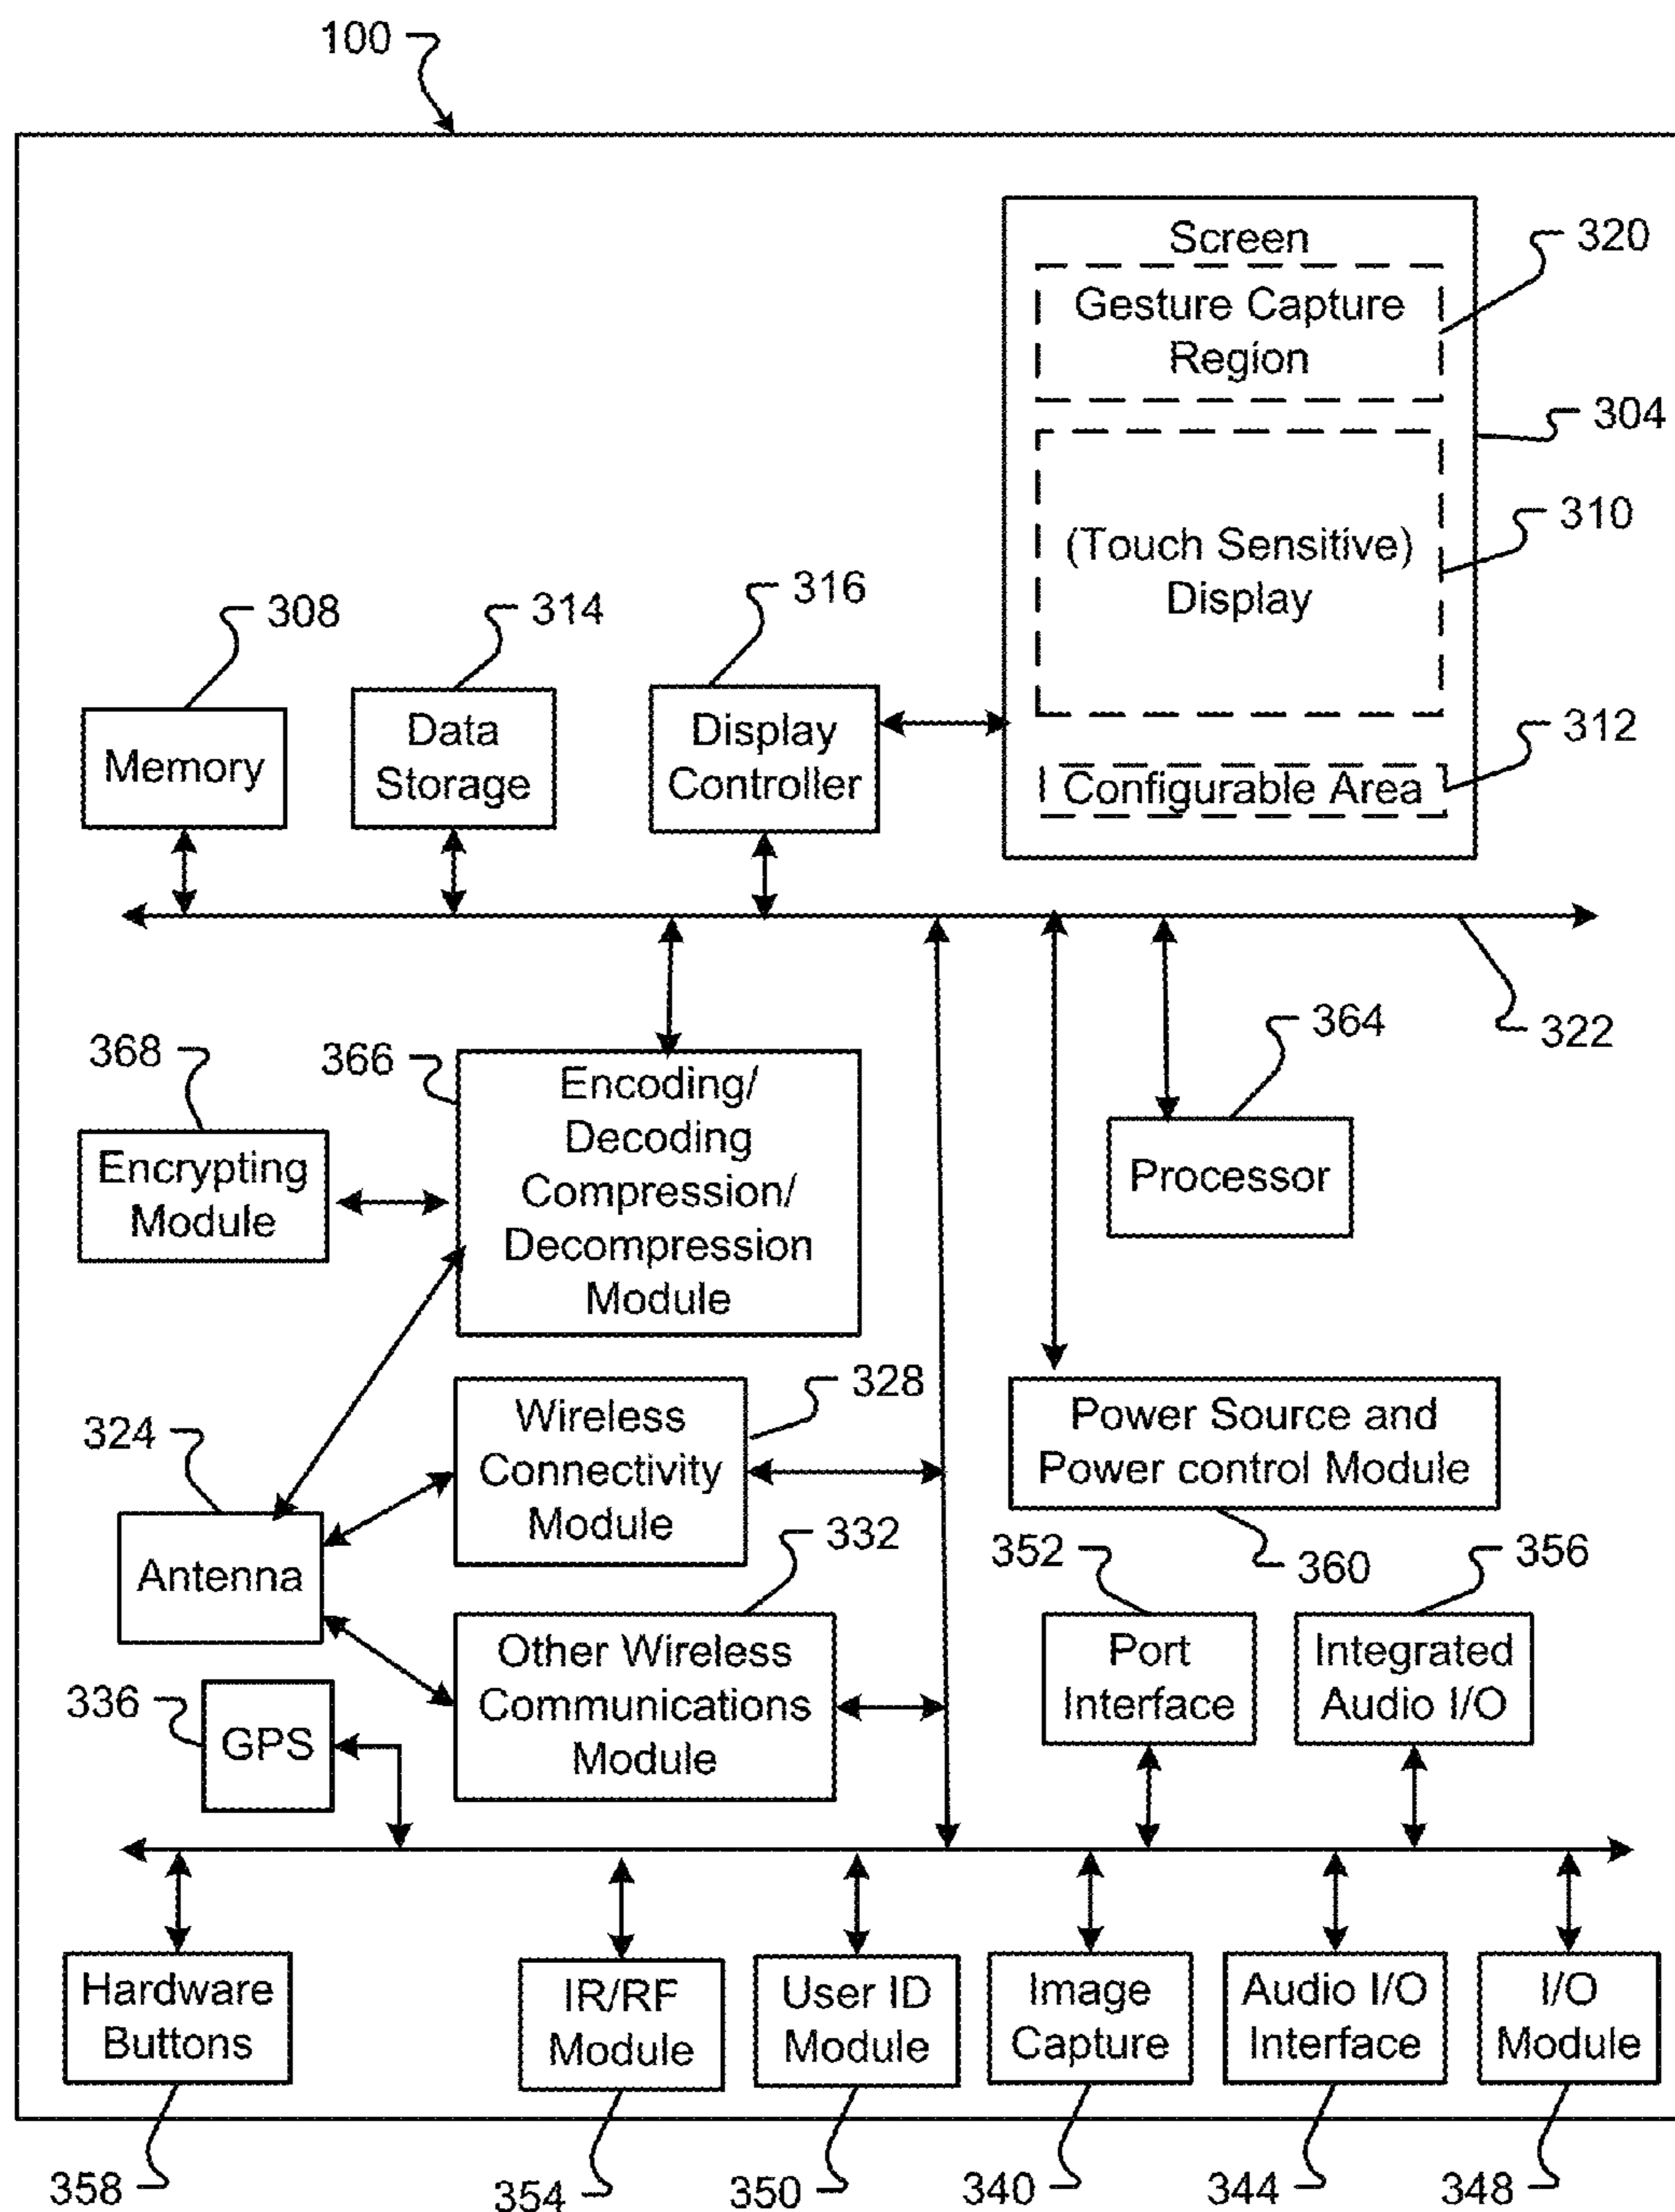 100
Screen
320
Gesture Capture
Region
304
(Touch Sensitive)
Display
310
316
308
314
312
Memory
Data
Storage
Display
Controller
Configurable Area
322
364
368
366
Encoding/
Decoding
Compression/
Decompression
Module
Encrypting
Module
Processor
328
Wireless
Connectivity
Module
Power Source and
Power control Module
324
Antenna
332
352
360
356
Other Wireless
Communications
Module
Port
Interface
Integrated
Audio I/O
336
GPS
Hardware
Buttons
IR/RF
Module
User ID
Module
Image
Capture
Audio I/O
Interface
I/O
Module
358
354
350
340
344
348